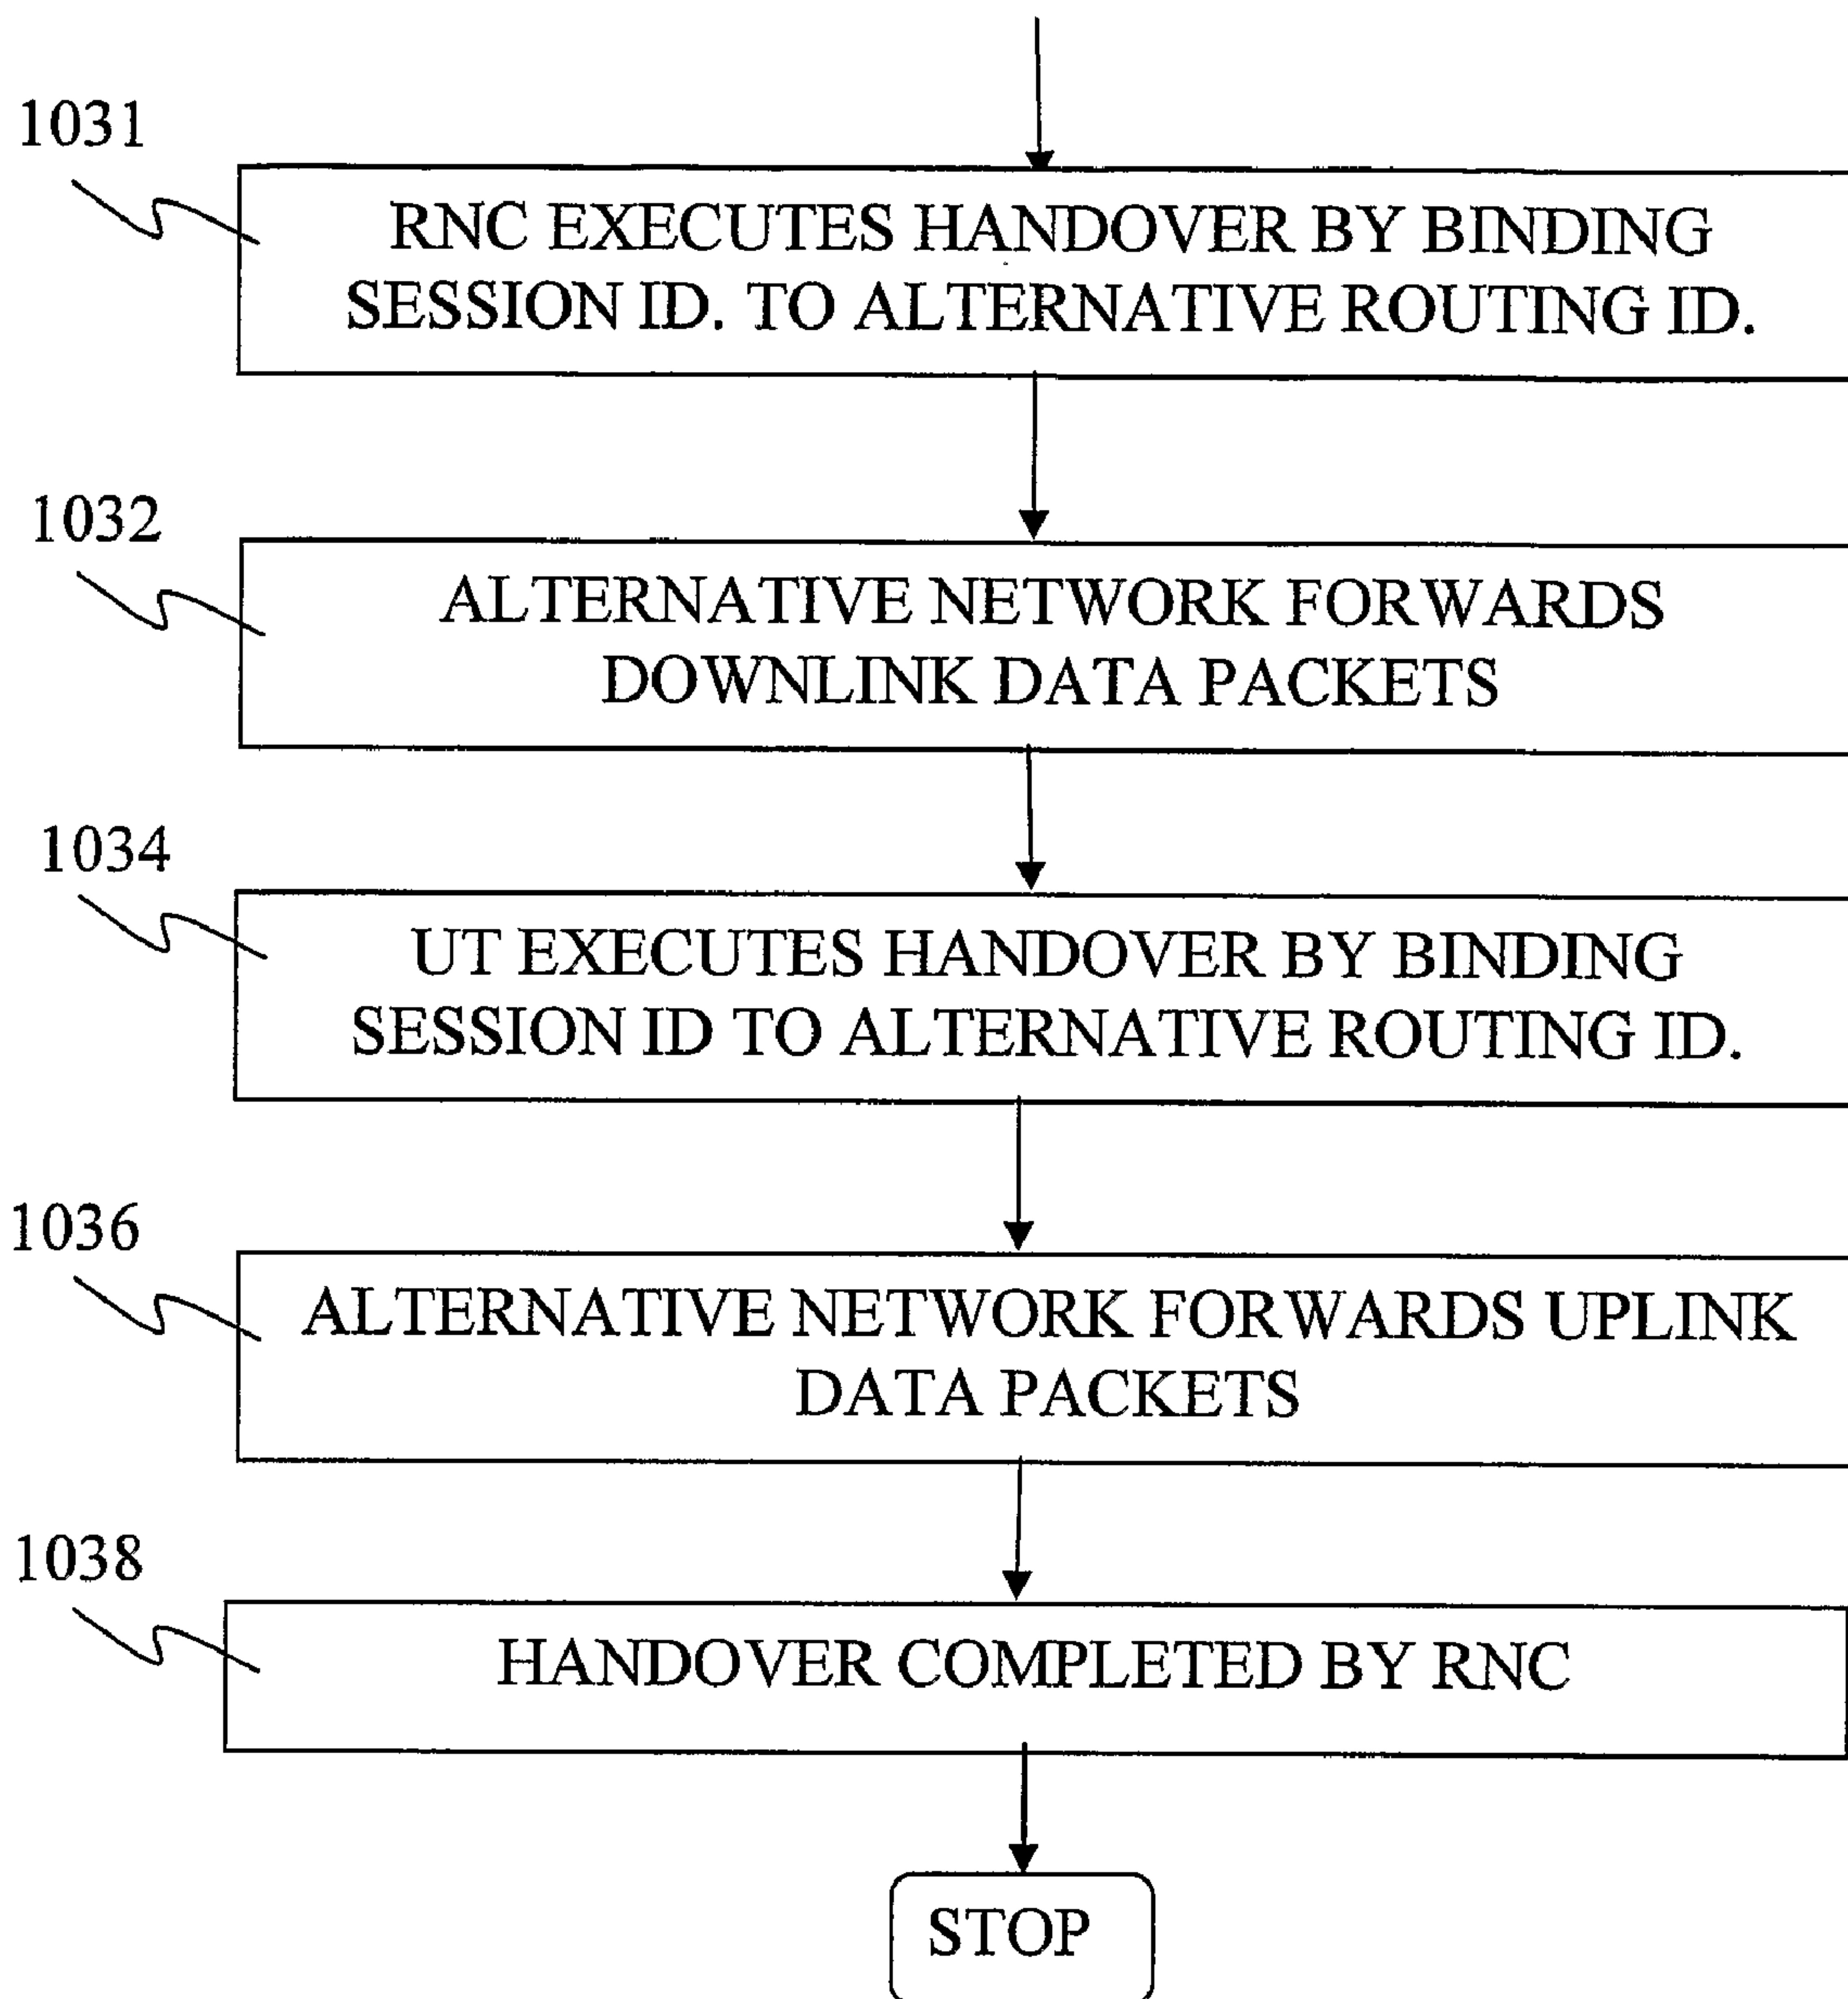 1031
RNC EXECUTES HANDOVER BY BINDING
SESSION ID. TO ALTERNATIVE ROUTING ID.
1032
ALTERNATIVE NETWORK FORWARDS
DOWNLINK DATA PACKETS
1034
UT EXECUTES HANDOVER BY BINDING
SESSION ID TO ALTERNATIVE ROUTING ID.
1036
ALTERNATIVE NETWORK FORWARDS UPLINK
DATA PACKETS
1038
HANDOVER COMPLETED BY RNC
STOP